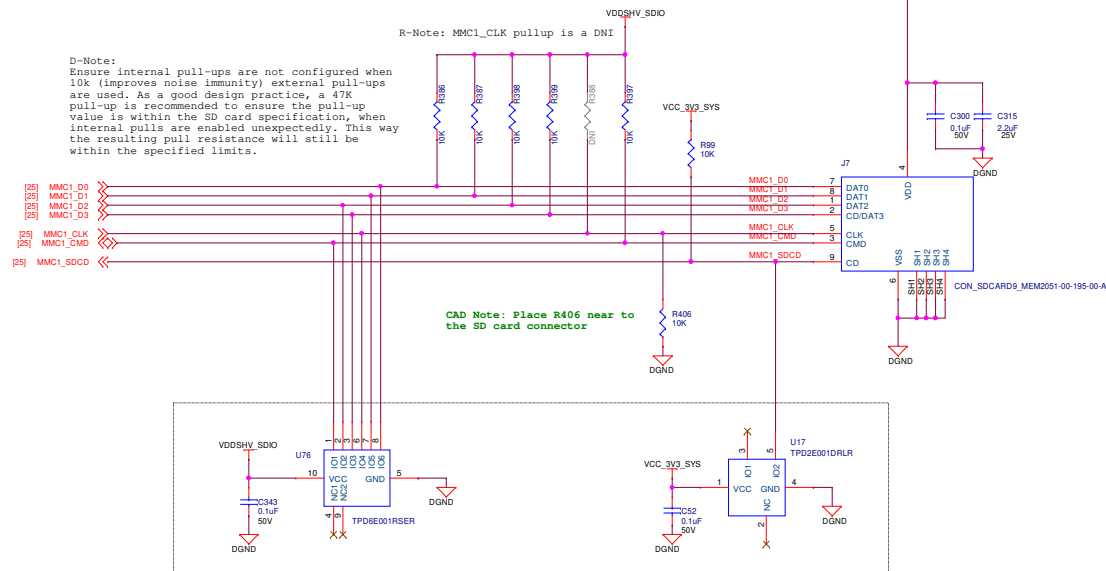 VDDSHV_SDIO
R-Note: MMC1_CLK pullup is a DNI
D-Note:
Ensure internal pull-ups are not configured when
10k (improves noise immunity) external pull-ups
are used. As a good design practice, a 47K
pull-up is recommended to ensure the pull-up
value is within the SD card specification, when
internal pulls are enabled unexpectedly. This way
the resulting pull resistance will still be
within the specified limits.
R386
10K
R387
10K
R398
10K
R399
10K
R388
DNI
R397
10K
VCC_3V3_SYS
R99
10K
C300
0.1uF
50V
C315
2.2uF
25V
DGND
J7
4
VDD
[25] MMC1_D0
[25] MMC1_D1
[25] MMC1_D2
[25] MMC1_D3
[25] MMC1_CLK
[25] MMC1_CMD
[25] MMC1_SDCD
MMC1_D0
MMC1_D1
MMC1_D2
MMC1_D3
MMC1_CLK
MMC1_CMD
MMC1_SDCD
7 DAT0
8 DAT1
1 DAT2
2 CD/DAT3
5 CLK
3 CMD
9 CD
VSS
SH1
SH2
SH3
SH4
6
SH1
SH2
SH3
SH4
CON_SDCARD9_MEM2051-00-195-00-A
DGND
CAD Note: Place R406 near to
the SD card connector
R406
10K
DGND
VDDSHV_SDIO
U76
1
2
3
6
7
8
IO1
IO2
IO3
IO4
IO5
IO6
10
VCC
GND
5
NC1
NC2
4
9
TPD6E001RSER
C343
0.1uF
50V
DGND
DGND
VCC_3V3_SYS
U17
TPD2E001DRLR
3
5
IO1
IO2
1
VCC
GND
4
NC
2
C52
0.1uF
50V
DGND
DGND